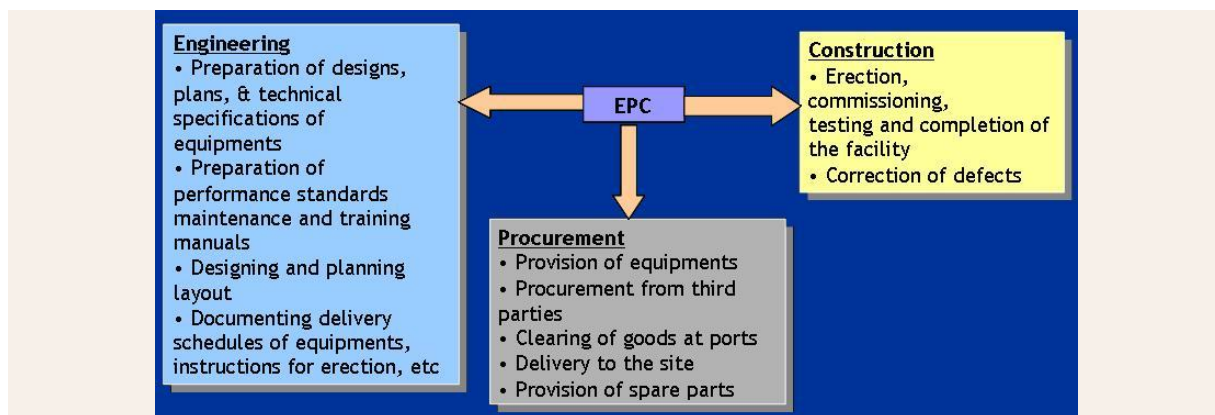 Engineering
• Preparation of designs,
plans, & technical
specifications of
equipments
• Preparation of
performance standards
maintenance and training
manuals
• Designing and planning
layout
• Documenting delivery
schedules of equipments,
instructions for erection, etc
EPC
Procurement
• Provision of equipments
• Procurement from third
parties
• Clearing of goods at ports
• Delivery to the site
• Provision of spare parts
Construction
• Erection,
commissioning,
testing and completion of
the facility
• Correction of defects